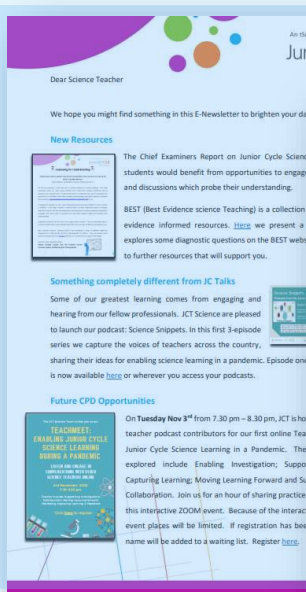 An tS
Jun
Dear Science Teacher
We hope you might find something in this E-Newsletter to brighten your da
New Resources
The Chief Examiners Report on Junior Cycle Scienc
students would benefit from opportunities to engage
and discussions which probe their understanding.
BEST (Best Evidence science Teaching) is a collection
evidence informed resources. Here we present a
explores some diagnostic questions on the BEST webs
to further resources that will support you.
Something completely different from JC Talks
Some of our greatest learning comes from engaging and
hearing from our fellow professionals. JCT Science are pleased
to launch our podcast: Science Snippets. In this first 3-episode
series we capture the voices of teachers across the country,
sharing their ideas for enabling science learning in a pandemic. Episode one
is now available here or wherever you access your podcasts.
Science Snippets
Future CPD Opportunities
TEACHMEET:
ENABLING JUNIOR CYCLE
SCIENCE LEARNING
DURING A PANDEMIC
On Tuesday Nov 3rd from 7.30 pm – 8.30 pm, JCT is ho
teacher podcast contributors for our first online Tea
Junior Cycle Science Learning in a Pandemic. The
explored include Enabling Investigation; Suppo
Capturing Learning; Moving Learning Forward and Su
Collaboration. Join us for an hour of sharing practice
this interactive ZOOM event. Because of the interac
event places will be limited. If registration has bee
name will be added to a waiting list. Register here.